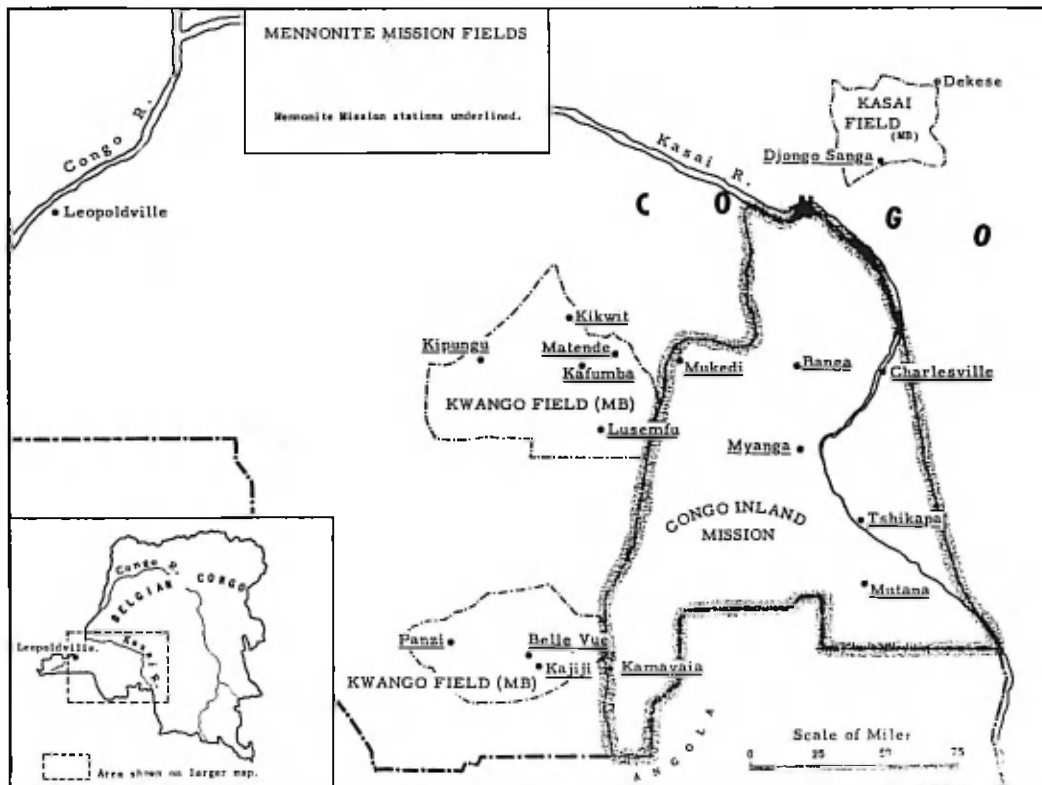 MENNONITE MISSION FIELDS
Mennonite Mission stations underlined.
Congo R.
Leopoldville
Kasai R.
Dekese
KASAI
FIELD
(MB)
Djongo Sanga
C O N G O
Kikwit
Kipungu
Matende
Kafumba
KWANGO FIELD (MB)
Lusemfu
Mukedi
Banga
Charlesville
Myanga
CONGO INLAND
MISSION
Tshikapa
Mutana
Panzi
Belle Vue
Kajiji
Kamayala
KWANGO FIELD (MB)
ANGOLA
Scale of Miles
0 25 50 75
Congo R.
BELGIAN CONGO
Leopoldville
Kasai R.
Area shown on larger map.